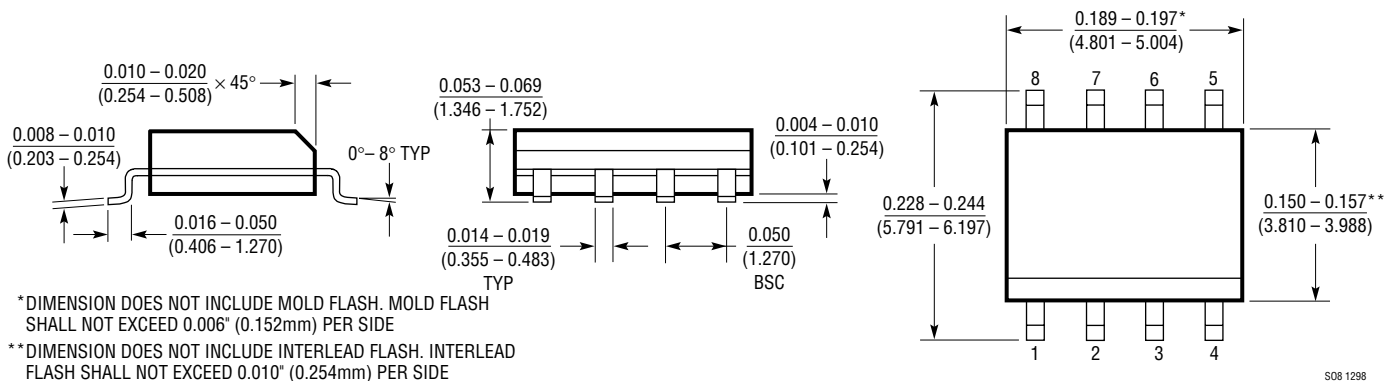 0.010 – 0.020
(0.254 – 0.508)
× 45°
0.008 – 0.010
(0.203 – 0.254)
0°– 8° TYP
0.016 – 0.050
(0.406 – 1.270)
0.053 – 0.069
(1.346 – 1.752)
0.004 – 0.010
(0.101 – 0.254)
0.014 – 0.019
(0.355 – 0.483)
TYP
0.050
(1.270)
BSC
0.189 – 0.197*
(4.801 – 5.004)
8 7 6 5
0.228 – 0.244
(5.791 – 6.197)
0.150 – 0.157**
(3.810 – 3.988)
1 2 3 4
*DIMENSION DOES NOT INCLUDE MOLD FLASH. MOLD FLASH
SHALL NOT EXCEED 0.006" (0.152mm) PER SIDE
**DIMENSION DOES NOT INCLUDE INTERLEAD FLASH. INTERLEAD
FLASH SHALL NOT EXCEED 0.010" (0.254mm) PER SIDE
SO8 1298